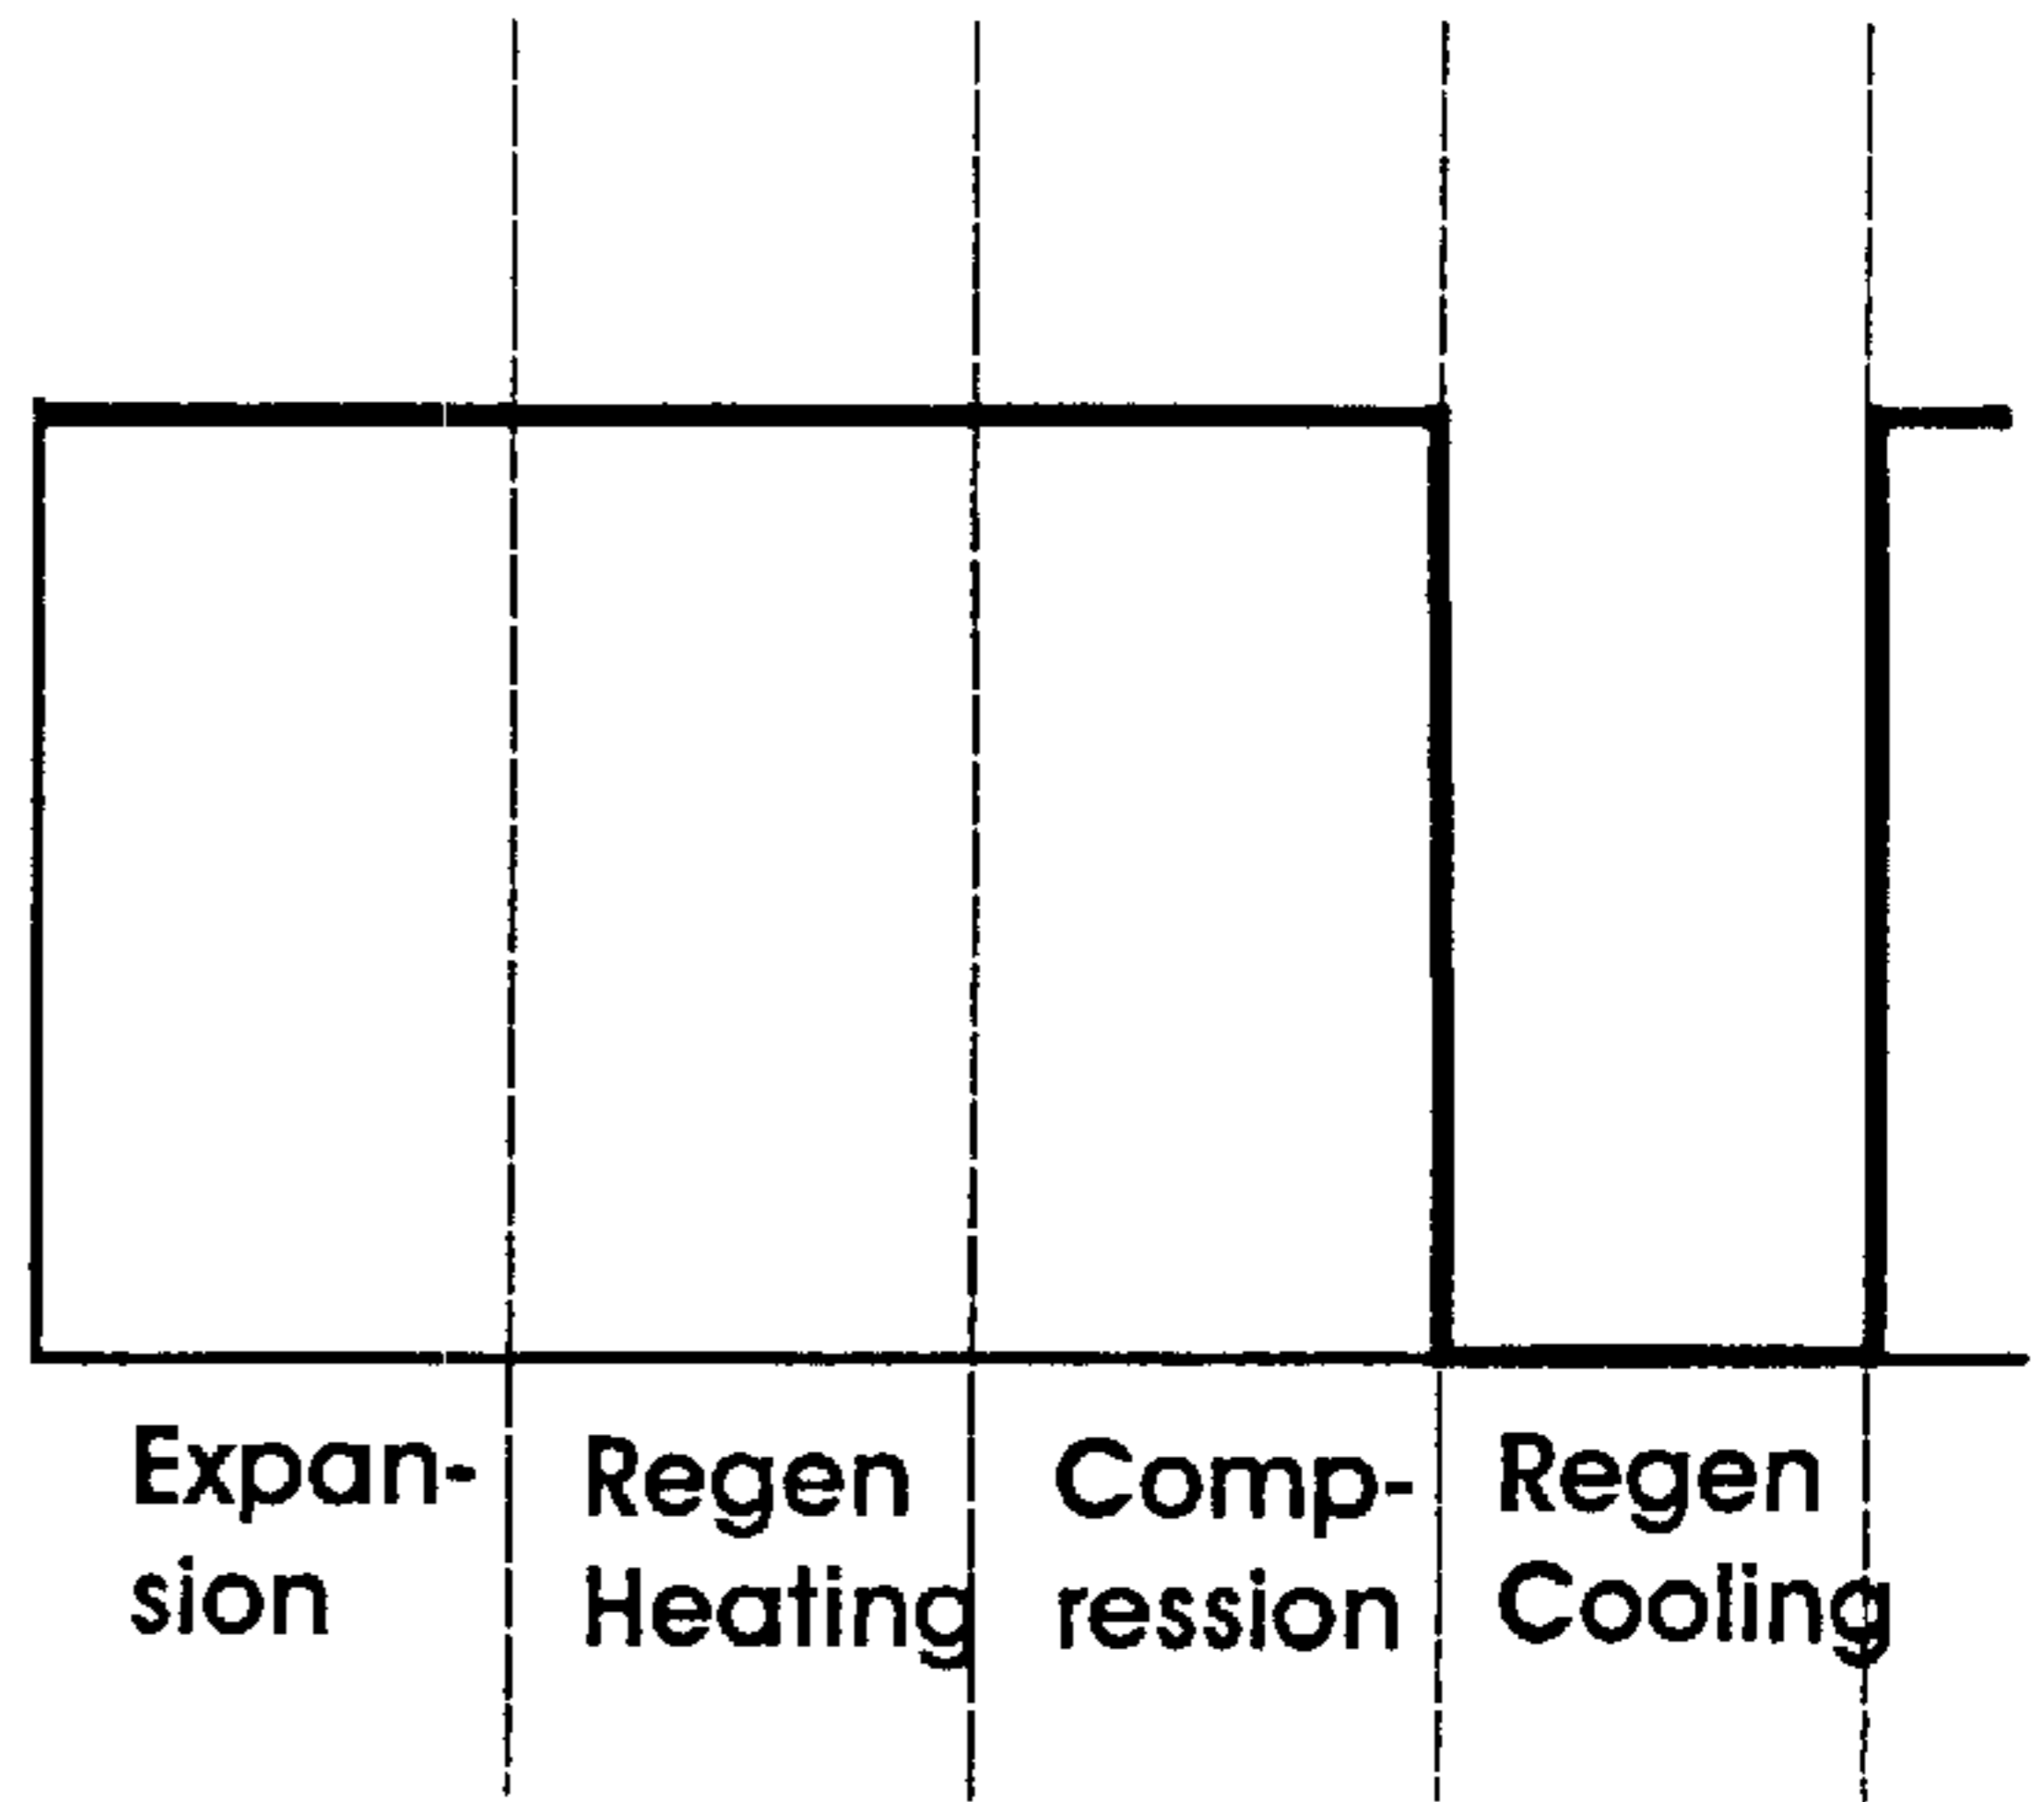 Expan-
sion
Regen
Heating
Comp-
ression
Regen
Cooling